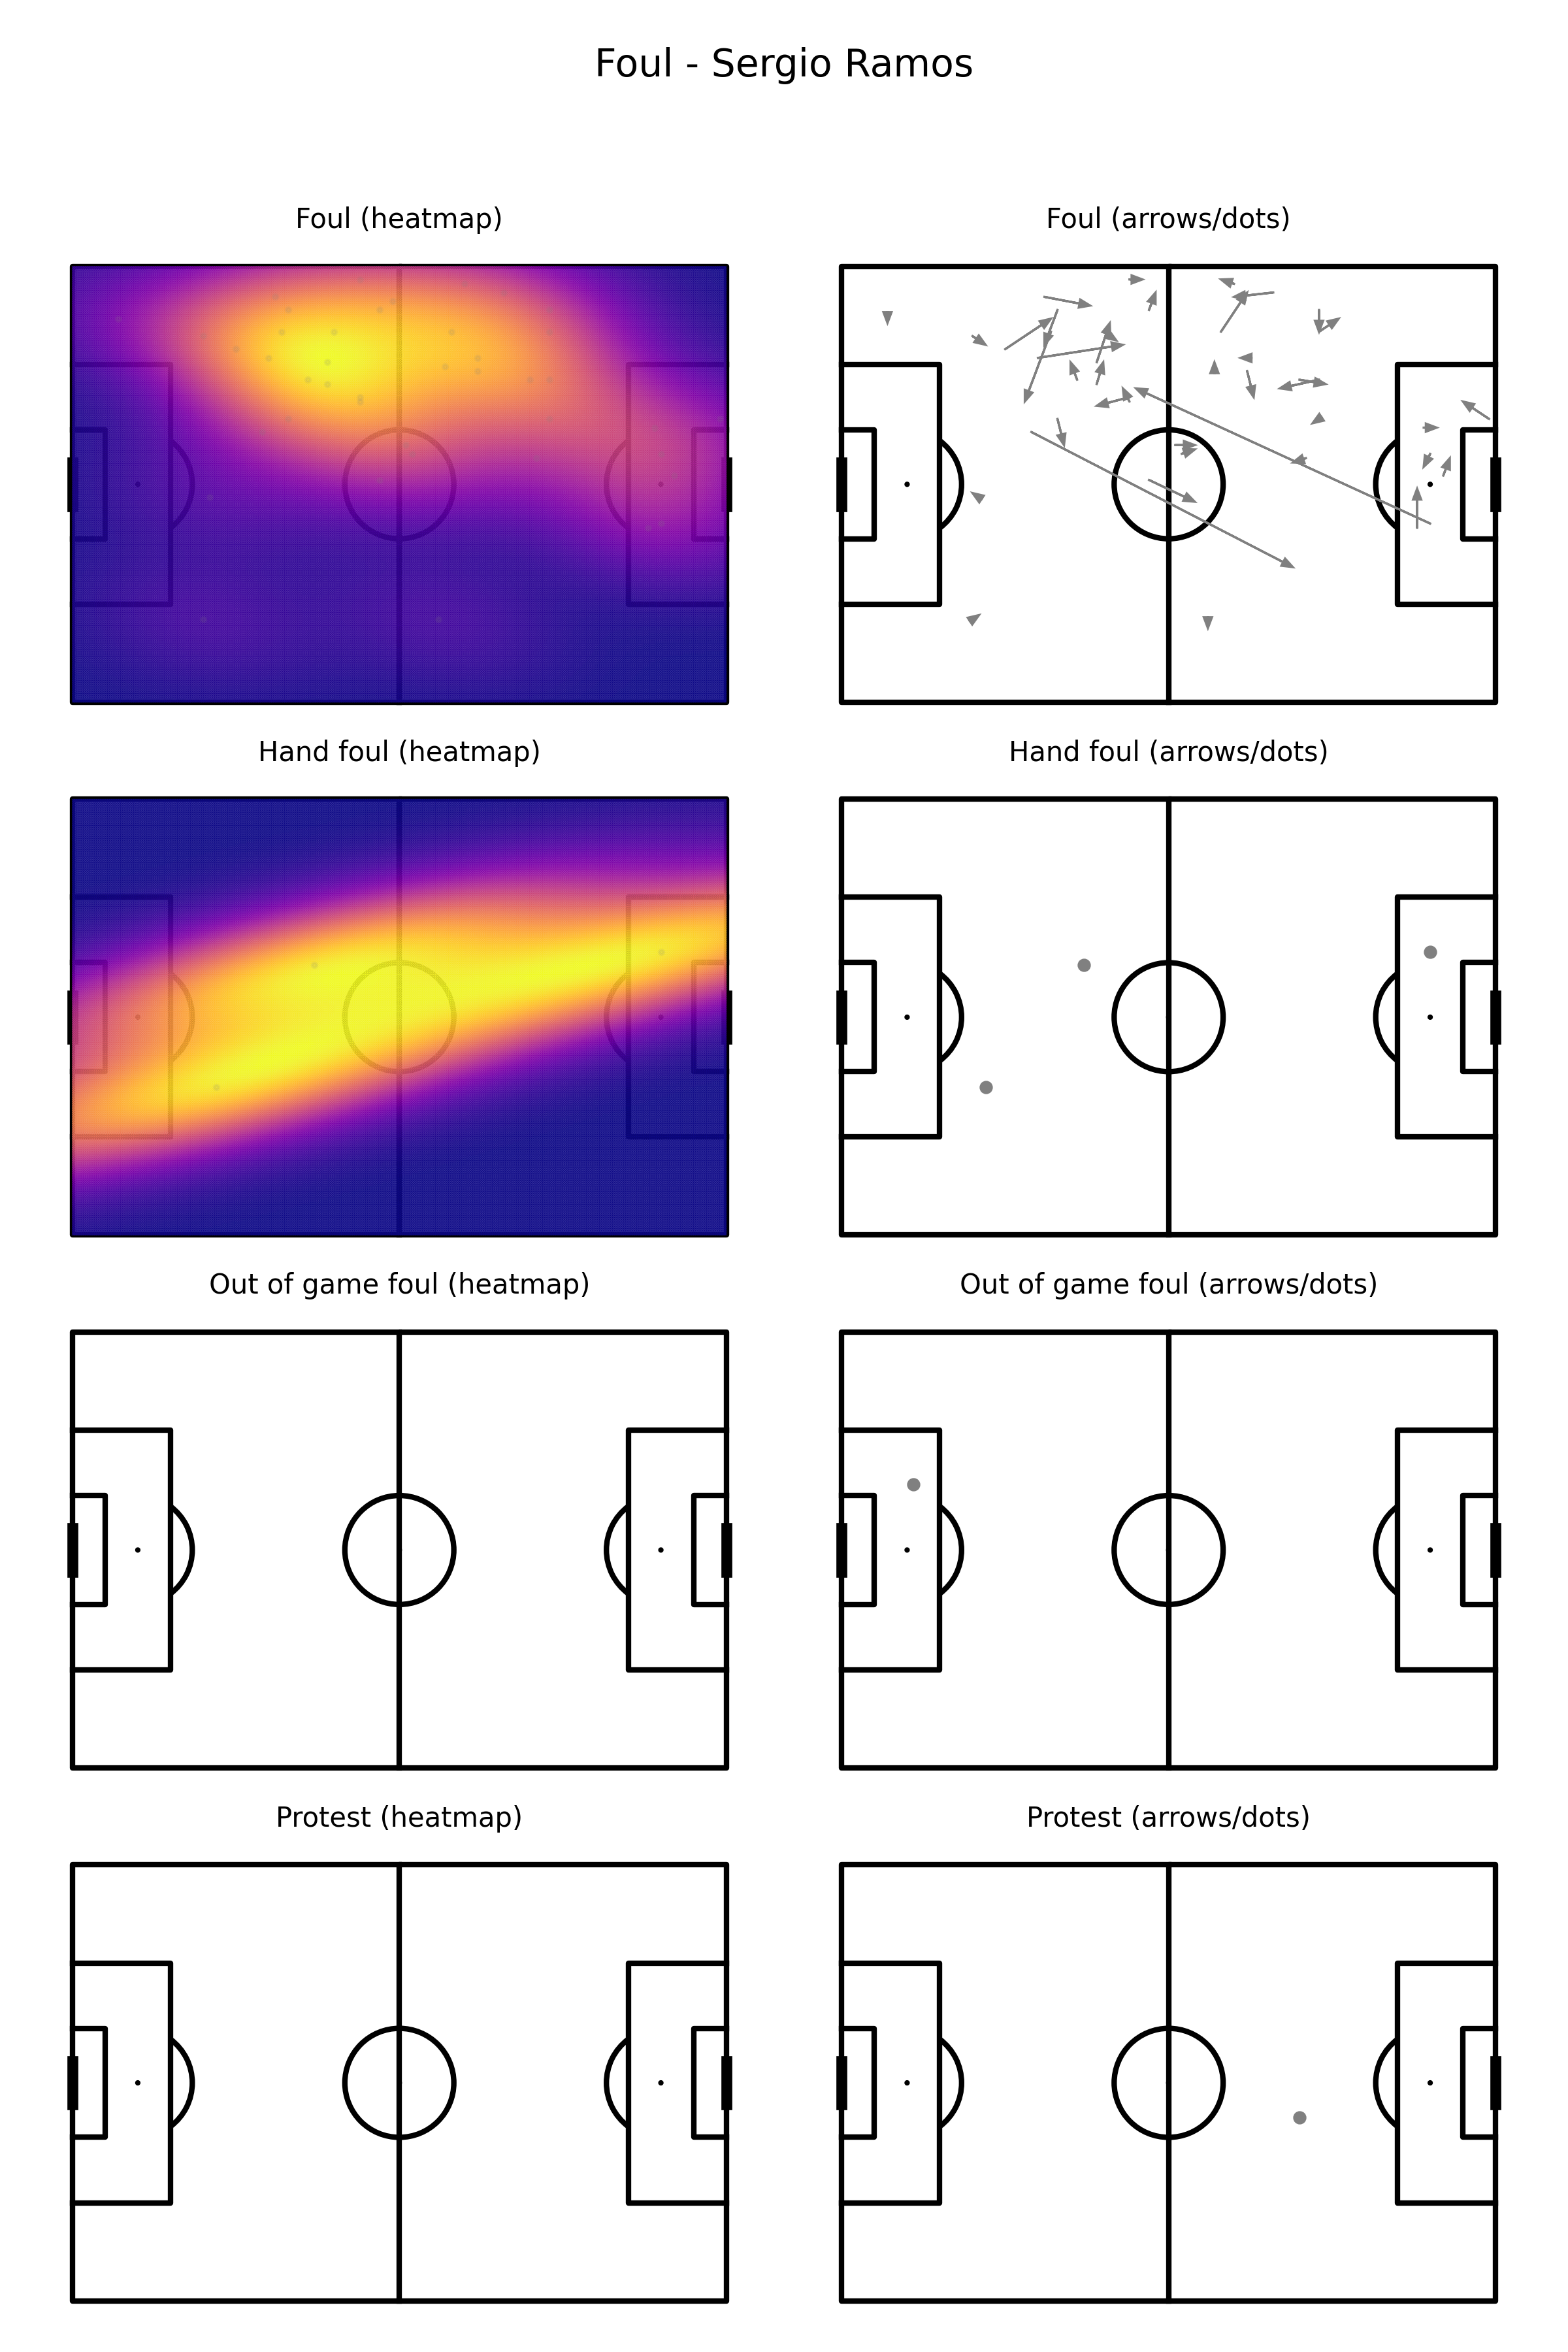 Foul - Sergio Ramos
Foul (heatmap)
Foul (arrows/dots)
Hand foul (heatmap)
Hand foul (arrows/dots)
Out of game foul (heatmap)
Out of game foul (arrows/dots)
Protest (heatmap)
Protest (arrows/dots)